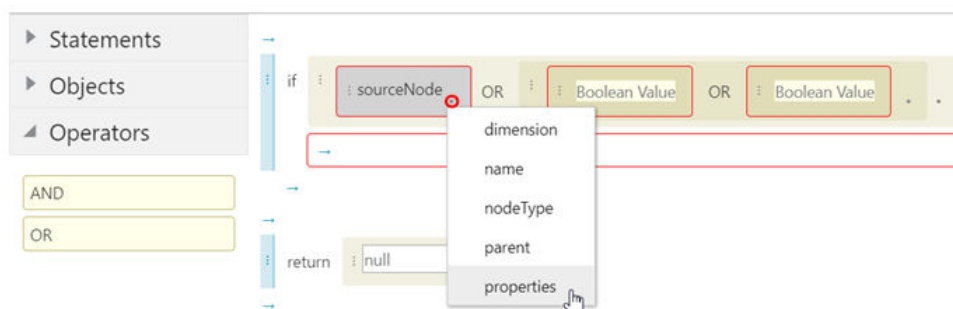 Statements
Objects
Operators
AND
OR
if sourceNode OR Boolean Value OR Boolean Value . .
dimension
name
nodeType
parent
properties
return null